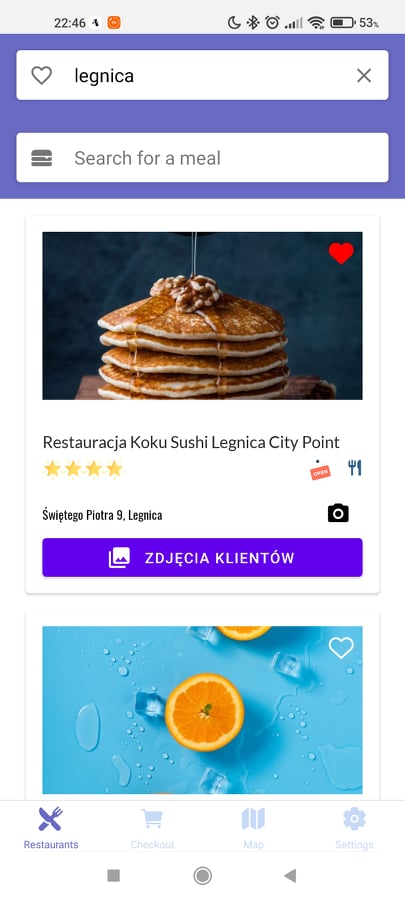 22:46
53%
legnica
Search for a meal
Restauracja Koku Sushi Legnica City Point
OPEN
Świętego Piotra 9, Legnica
ZDJĘCIA KLIENTÓW
Restaurants
Checkout
Map
Settings